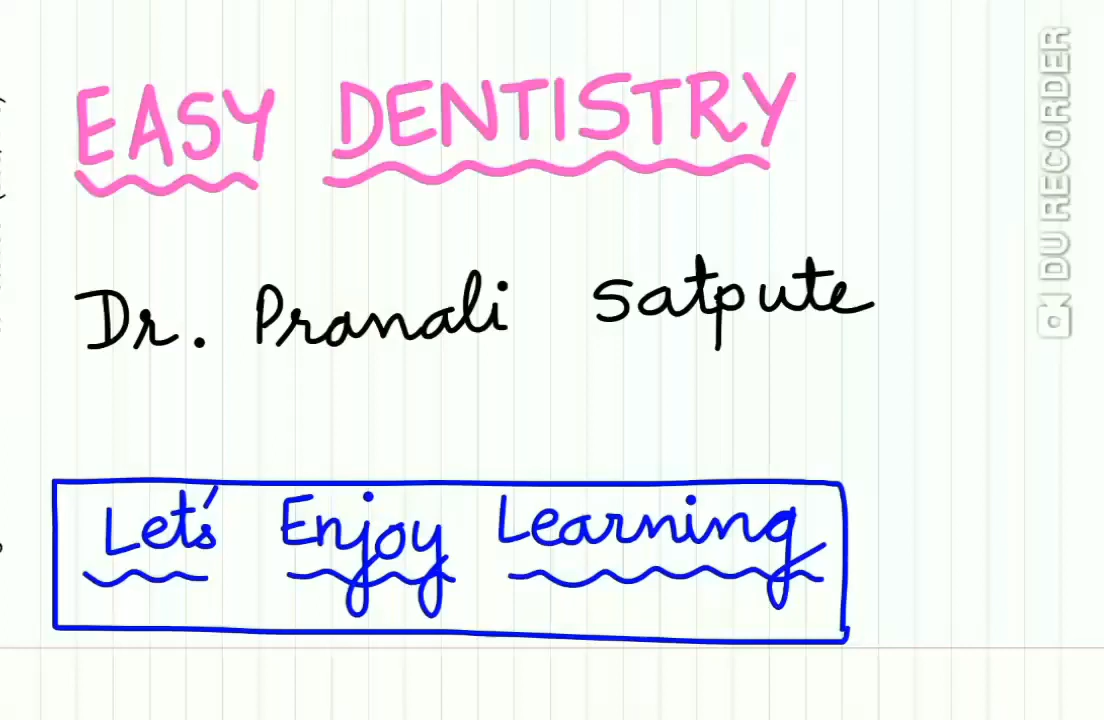 EASY DENTISTRY
Dr. Pranali Satpute
Let's Enjoy Learning
DU RECORDER